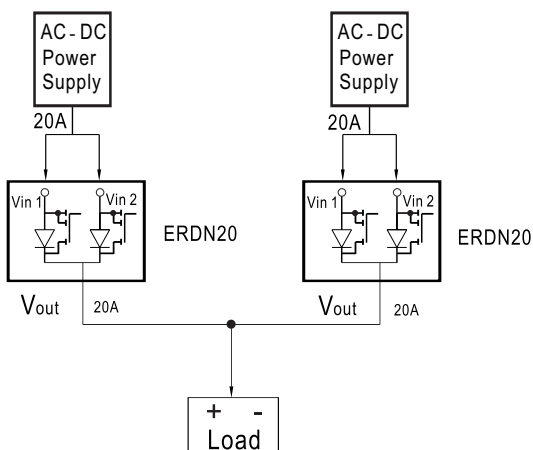 AC - DC
Power
Supply
AC - DC
Power
Supply
20A
20A
Vin 1
Vin 2
Vin 1
Vin 2
ERDN20
ERDN20
Vout
20A
Vout
20A
+ -
Load